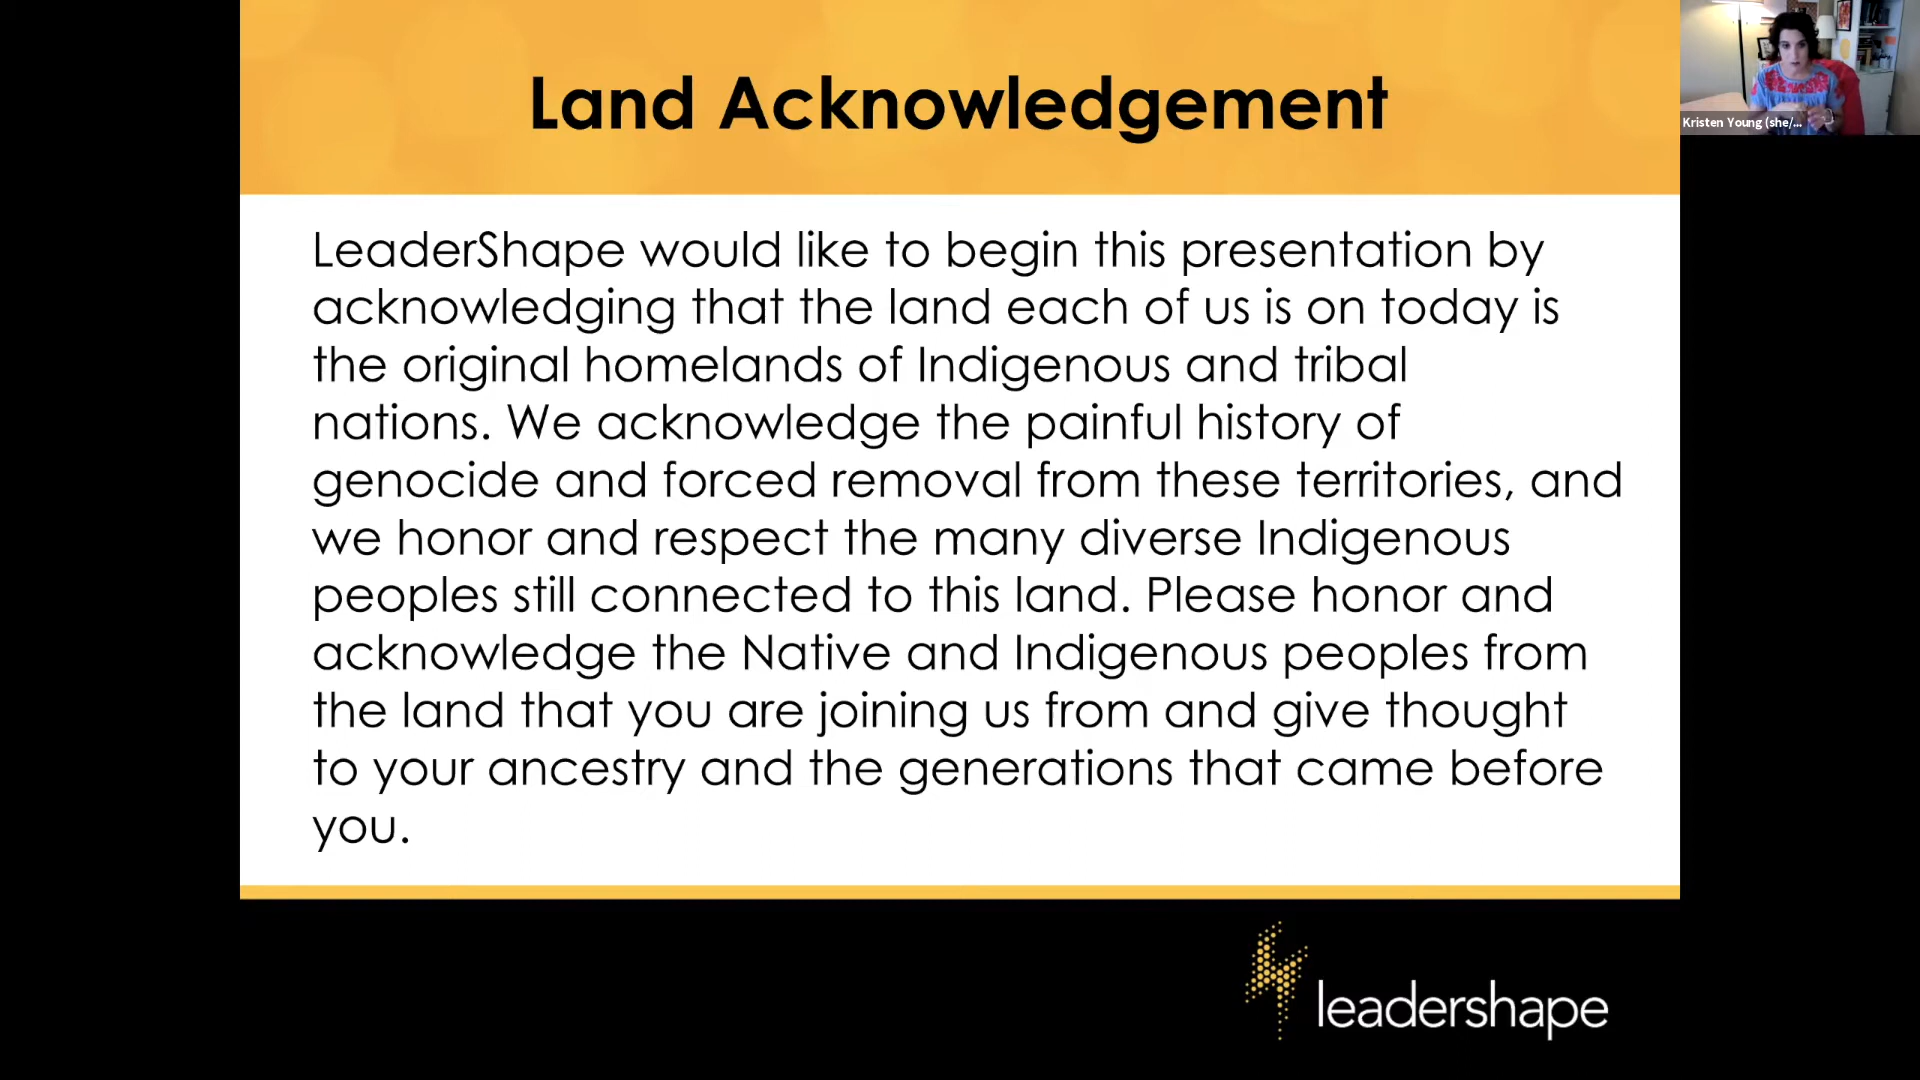 Land Acknowledgement
LeaderShape would like to begin this presentation by
acknowledging that the land each of us is on today is
the original homelands of Indigenous and tribal
nations. We acknowledge the painful history of
genocide and forced removal from these territories, and
we honor and respect the many diverse Indigenous
peoples still connected to this land. Please honor and
acknowledge the Native and Indigenous peoples from
the land that you are joining us from and give thought
to your ancestry and the generations that came before
you.
leadershape
Kristen Young (she/...